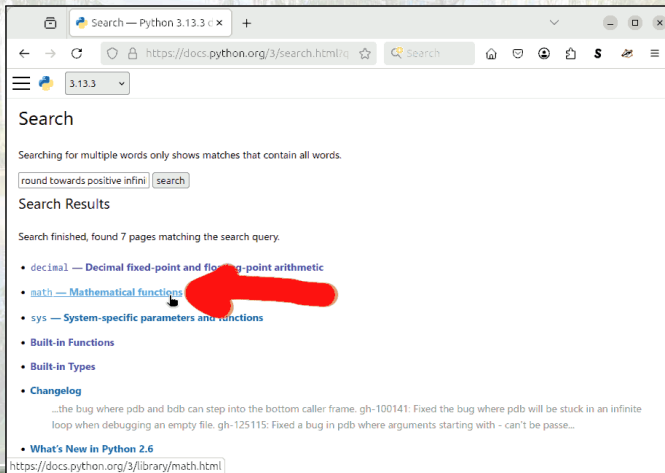 Search — Python 3.13.3 d
https://docs.python.org/3/search.html?q
Search
3.13.3
Search
Searching for multiple words only shows matches that contain all words.
round towards positive infini
search
Search Results
Search finished, found 7 pages matching the search query.
decimal — Decimal fixed-point and floating-point arithmetic
math — Mathematical functions
sys — System-specific parameters and functions
Built-in Functions
Built-in Types
Changelog
...the bug where pdb and bdb can step into the bottom caller frame. gh-100141: Fixed the bug where pdb will be stuck in an infinite
loop when debugging an empty file. gh-125115: Fixed a bug in pdb where arguments starting with - can't be passe...
What's New in Python 2.6
https://docs.python.org/3/library/math.html